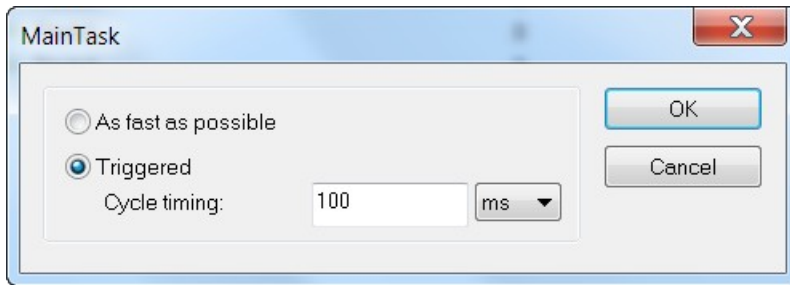 MainTask
As fast as possible
OK
Triggered
Cancel
Cycle timing: 100 ms